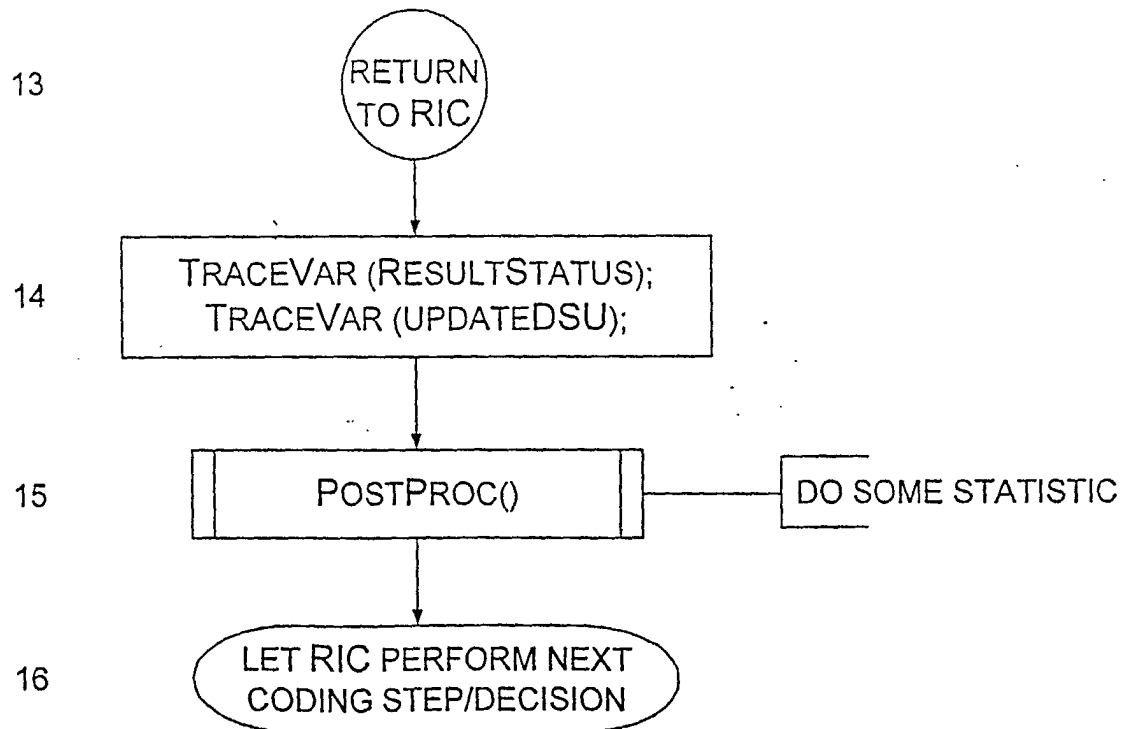 13
RETURN
TO RIC
14
TRACEVAR (RESULTSTATUS);
TRACEVAR (UPDATEDSU);
15
POSTPROC()
DO SOME STATISTIC
16
LET RIC PERFORM NEXT
CODING STEP/DECISION